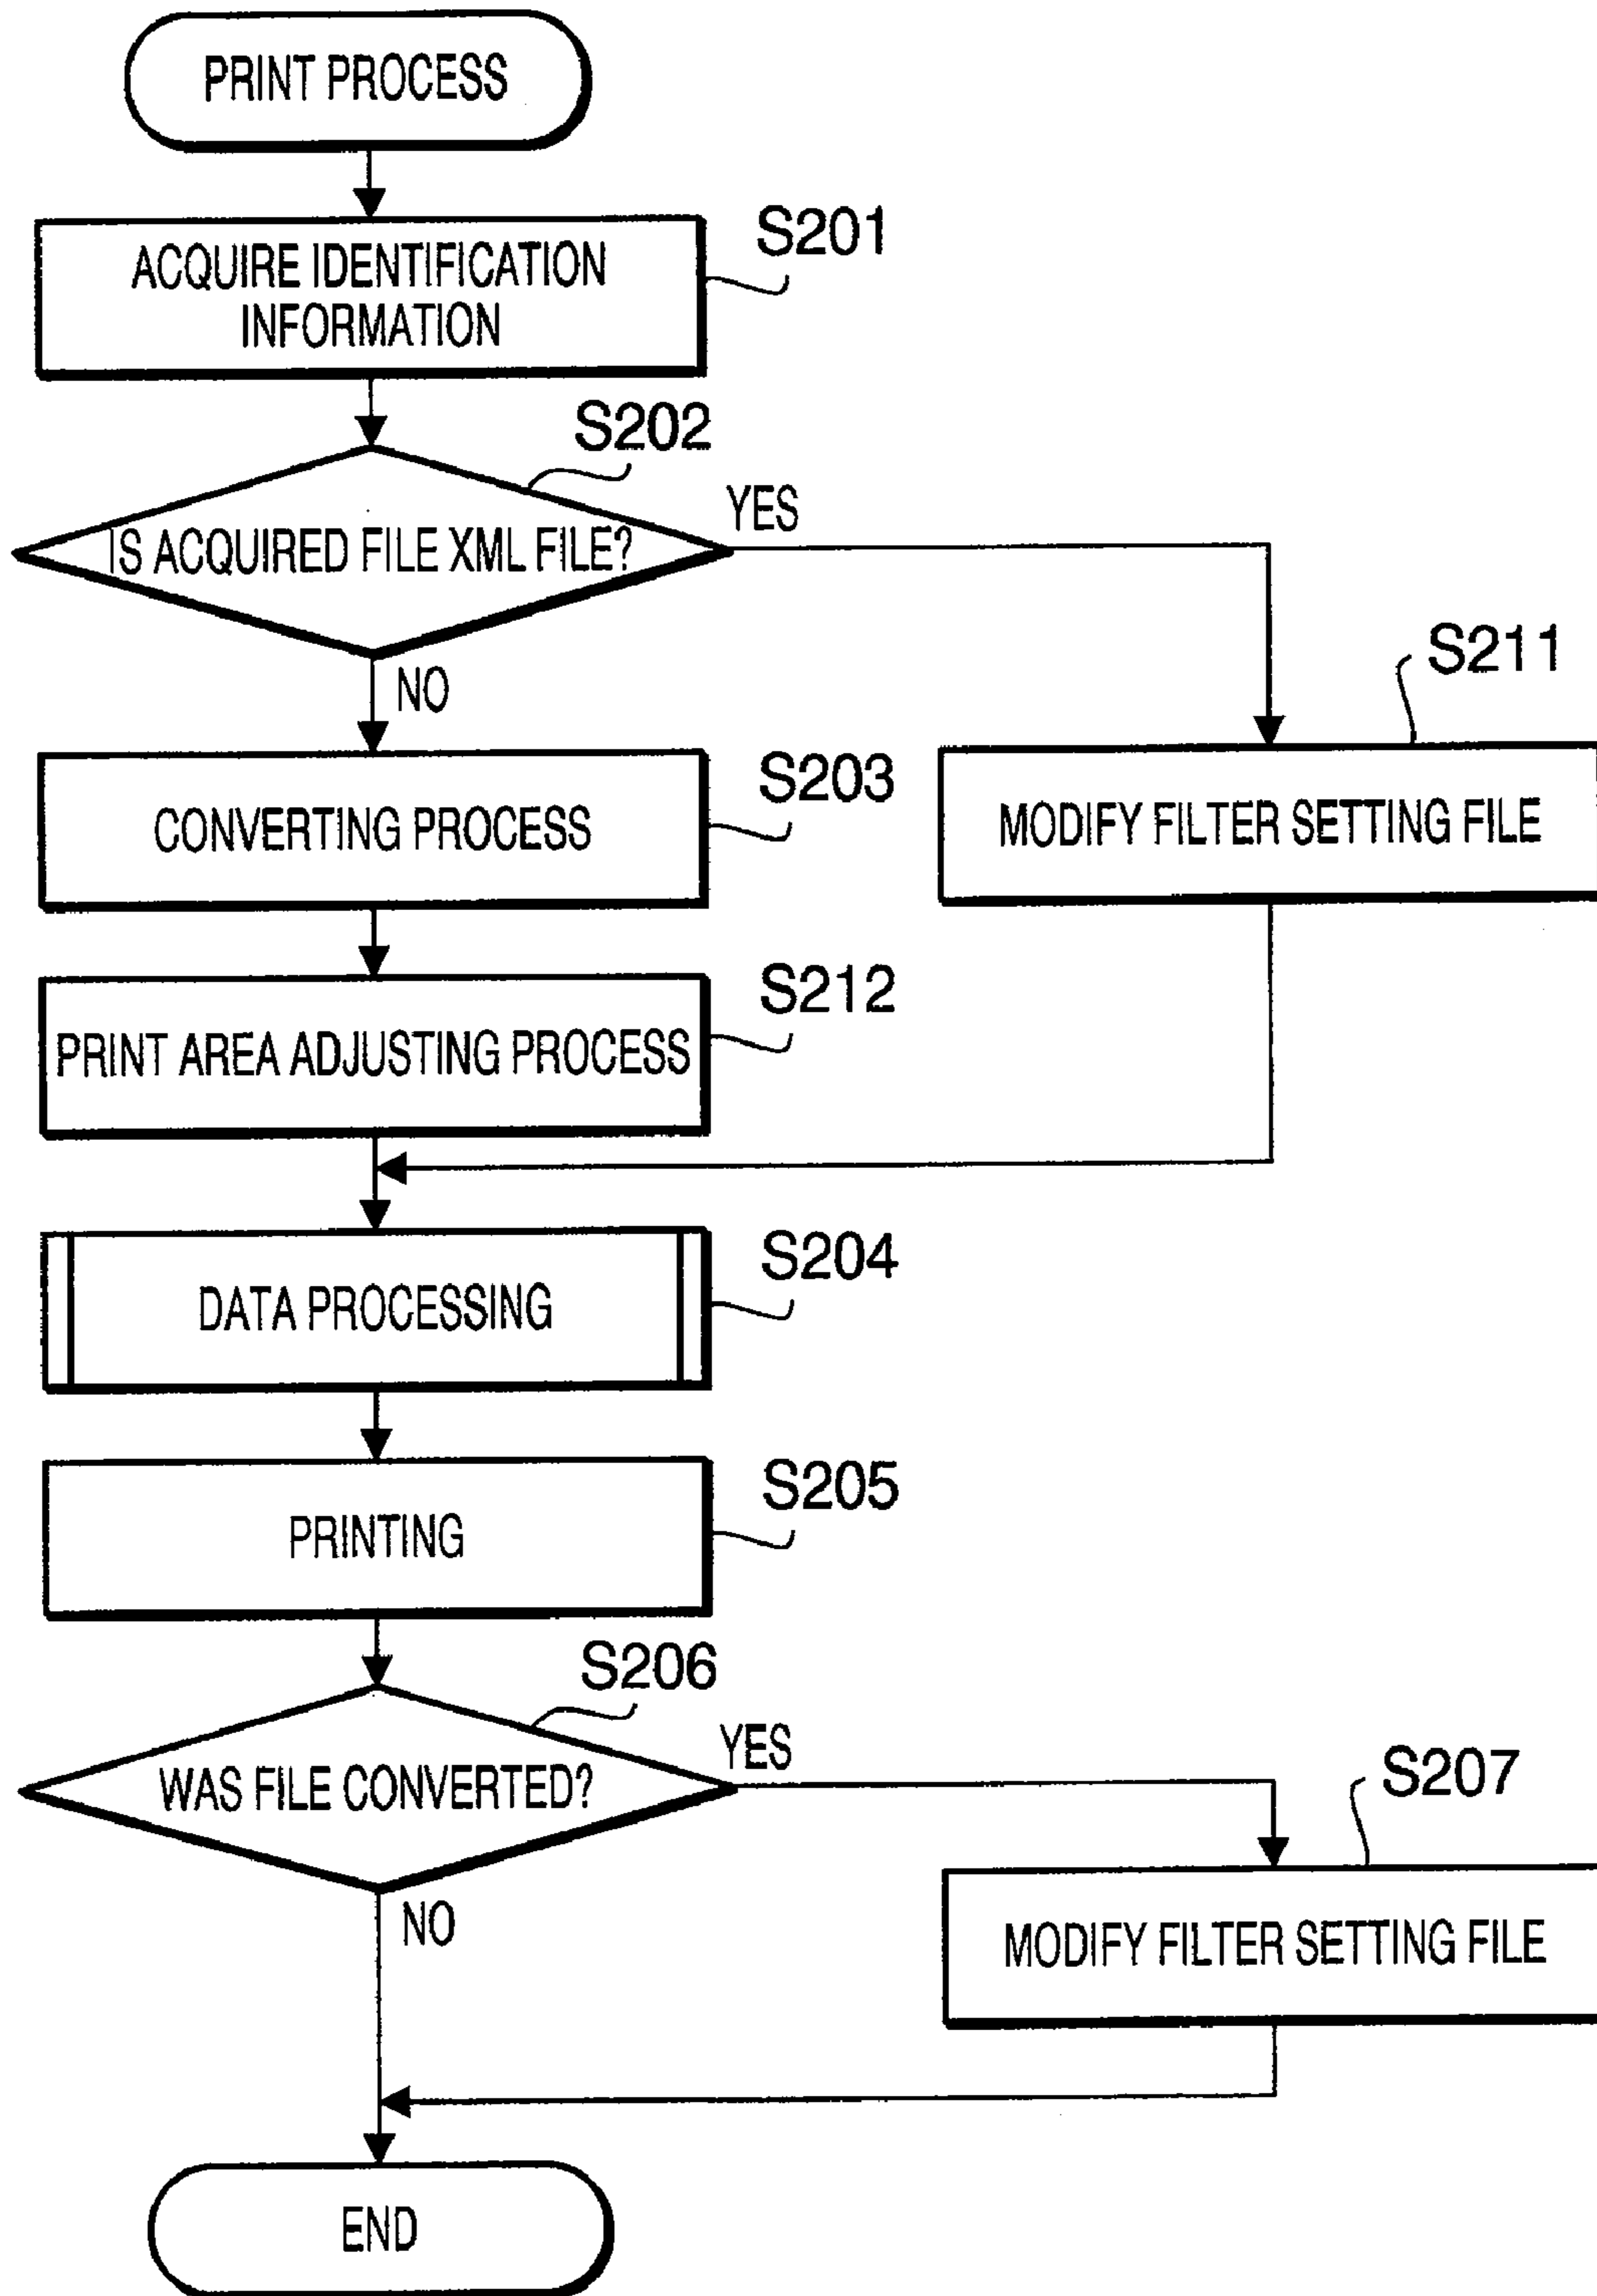 PRINT PROCESS
S201
ACQUIRE IDENTIFICATION
INFORMATION
S202
IS ACQUIRED FILE XML FILE?
YES
NO
S211
MODIFY FILTER SETTING FILE
S203
CONVERTING PROCESS
S212
PRINT AREA ADJUSTING PROCESS
S204
DATA PROCESSING
S205
PRINTING
S206
WAS FILE CONVERTED?
YES
NO
S207
MODIFY FILTER SETTING FILE
END